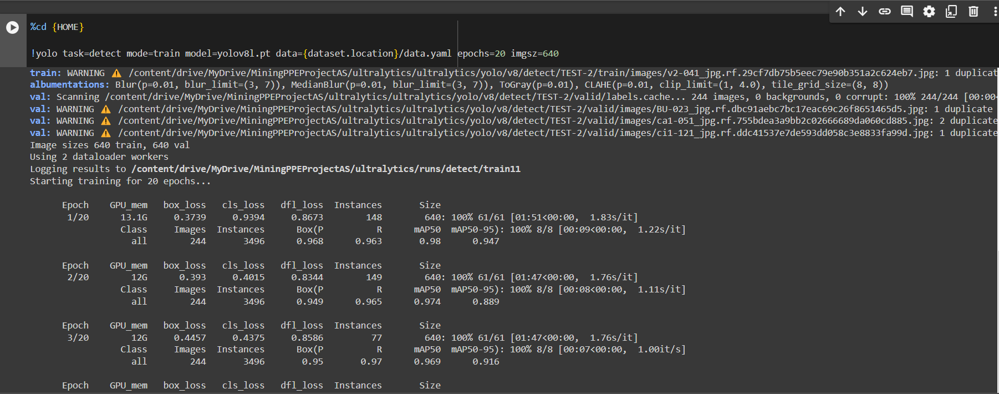 %cd {HOME}
!yolo task=detect mode=train model=yolov8l.pt data={dataset.location}/data.yaml epochs=20 imgsz=640
train: WARNING ⚠️ /content/drive/MyDrive/MiningPPEProjectAS/ultralytics/ultralytics/yolo/v8/detect/TEST-2/train/images/v2-041_jpg.rf.29cf7db75b5eec79e90b351a2c624eb7.jpg: 1 duplicat
albumentations: Blur(p=0.01, blur_limit=(3, 7)), MedianBlur(p=0.01, blur_limit=(3, 7)), ToGray(p=0.01), CLAHE(p=0.01, clip_limit=(1, 4.0), tile_grid_size=(8, 8))
val: Scanning /content/drive/MyDrive/MiningPPEProjectAS/ultralytics/ultralytics/yolo/v8/detect/TEST-2/valid/labels.cache... 244 images, 0 backgrounds, 0 corrupt: 100% 244/244 [00:00<
val: WARNING ⚠️ /content/drive/MyDrive/MiningPPEProjectAS/ultralytics/ultralytics/yolo/v8/detect/TEST-2/valid/images/BU-023_jpg.rf.dbc91aebc7bc17eac69c26f8651465d5.jpg: 1 duplicate
val: WARNING ⚠️ /content/drive/MyDrive/MiningPPEProjectAS/ultralytics/ultralytics/yolo/v8/detect/TEST-2/valid/images/ca1-051_jpg.rf.755bdea3a9bb2c02666689da060cd885.jpg: 2 duplicate
val: WARNING ⚠️ /content/drive/MyDrive/MiningPPEProjectAS/ultralytics/ultralytics/yolo/v8/detect/TEST-2/valid/images/ci1-121_jpg.rf.ddc41537e7de593dd058c3e8833fa99d.jpg: 1 duplicate
Image sizes 640 train, 640 val
Using 2 dataloader workers
Logging results to /content/drive/MyDrive/MiningPPEProjectAS/ultralytics/runs/detect/train11
Starting training for 20 epochs...
Epoch GPU_mem box_loss cls_loss dfl_loss Instances Size
1/20 13.1G 0.3739 0.9394 0.8673 148 640: 100% 61/61 [01:51<00:00, 1.83s/it]
Class Images Instances Box(P R mAP50 mAP50-95): 100% 8/8 [00:09<00:00, 1.22s/it]
all 244 3496 0.968 0.963 0.98 0.947
Epoch GPU_mem box_loss cls_loss dfl_loss Instances Size
2/20 12G 0.393 0.4015 0.8344 149 640: 100% 61/61 [01:47<00:00, 1.76s/it]
Class Images Instances Box(P R mAP50 mAP50-95): 100% 8/8 [00:08<00:00, 1.11s/it]
all 244 3496 0.949 0.965 0.974 0.889
Epoch GPU_mem box_loss cls_loss dfl_loss Instances Size
3/20 12G 0.4457 0.4375 0.8586 77 640: 100% 61/61 [01:47<00:00, 1.76s/it]
Class Images Instances Box(P R mAP50 mAP50-95): 100% 8/8 [00:07<00:00, 1.00it/s]
all 244 3496 0.95 0.97 0.969 0.916
Epoch GPU_mem box_loss cls_loss dfl_loss Instances Size